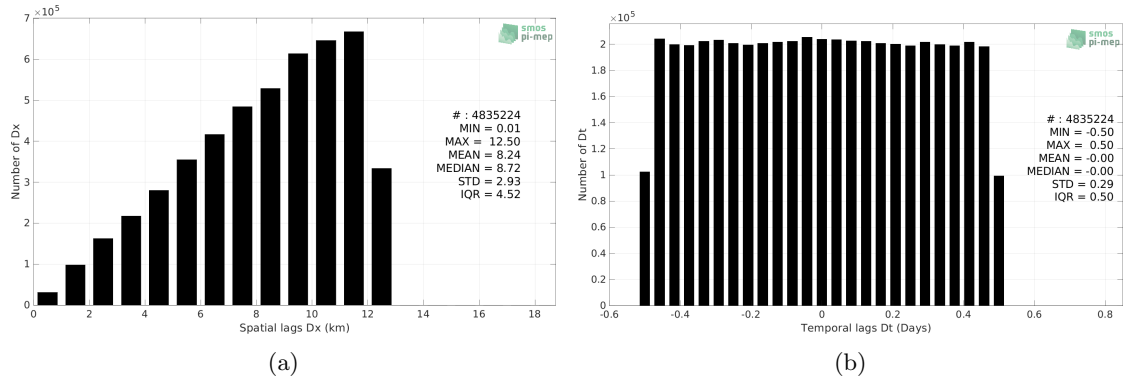 ×10⁵
7
6
5
4
3
2
1
0
Number of Dx
0 2 4 6 8 10 12 14 16 18
Spatial lags Dx (km)
smos
pi-mep
# : 4835224
MIN = 0.01
MAX = 12.50
MEAN = 8.24
MEDIAN = 8.72
STD = 2.93
IQR = 4.52
(a)
×10⁵
2
1.8
1.6
1.4
1.2
1
0.8
0.6
0.4
0.2
0
Number of Dt
-0.6 -0.4 -0.2 0 0.2 0.4 0.6 0.8
Temporal lags Dt (Days)
smos
pi-mep
# : 4835224
MIN = -0.50
MAX = 0.50
MEAN = -0.00
MEDIAN = -0.00
STD = 0.29
IQR = 0.50
(b)